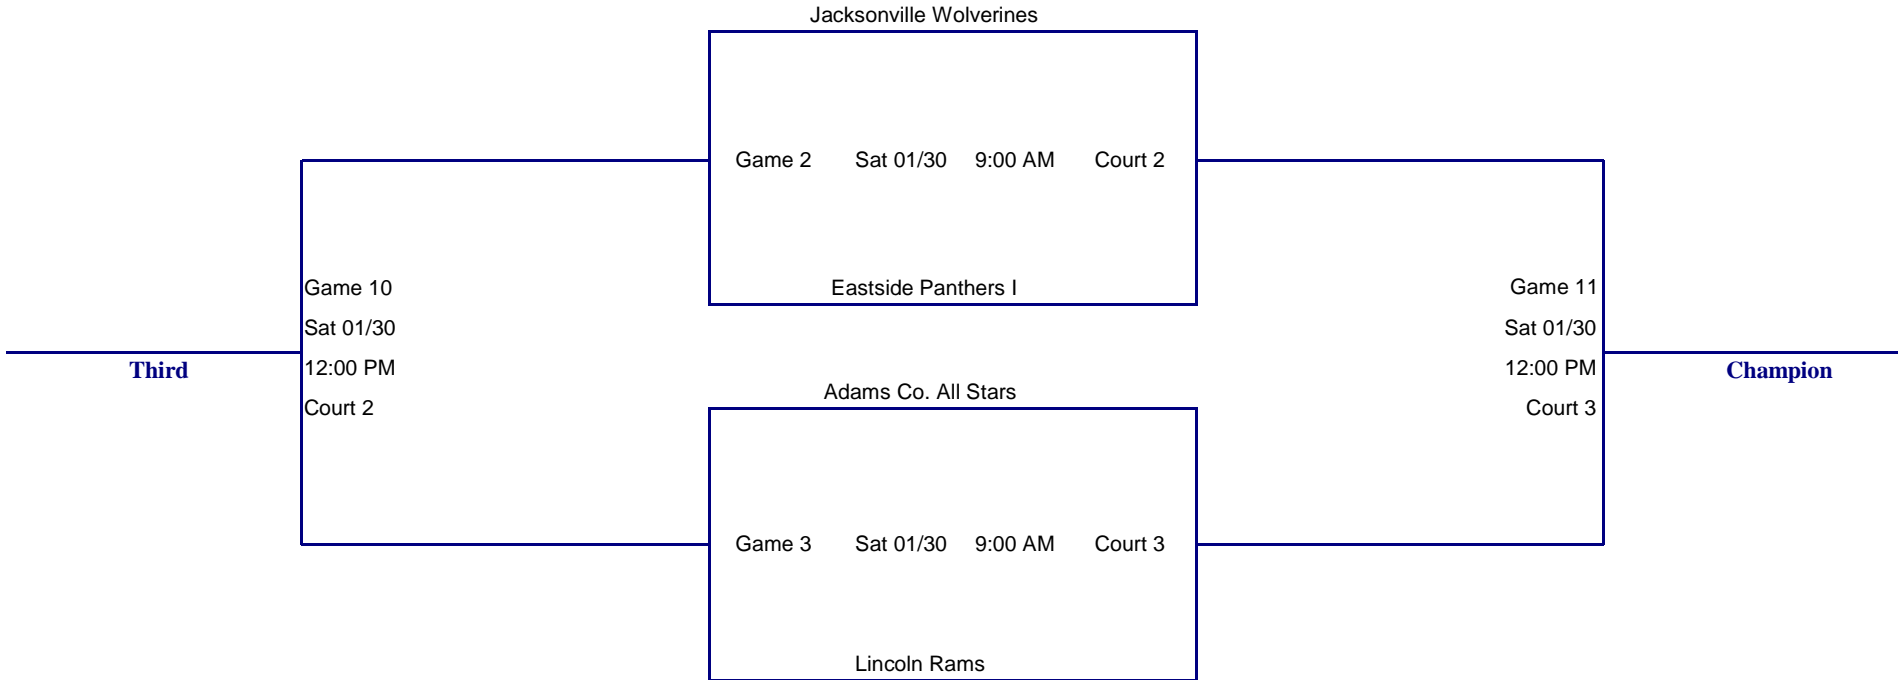 Jacksonville Wolverines
Game 2 Sat 01/30 9:00 AM Court 2
Eastside Panthers I
Game 10
Sat 01/30
12:00 PM
Court 2
Third
Game 11
Sat 01/30
12:00 PM
Court 3
Champion
Adams Co. All Stars
Game 3 Sat 01/30 9:00 AM Court 3
Lincoln Rams